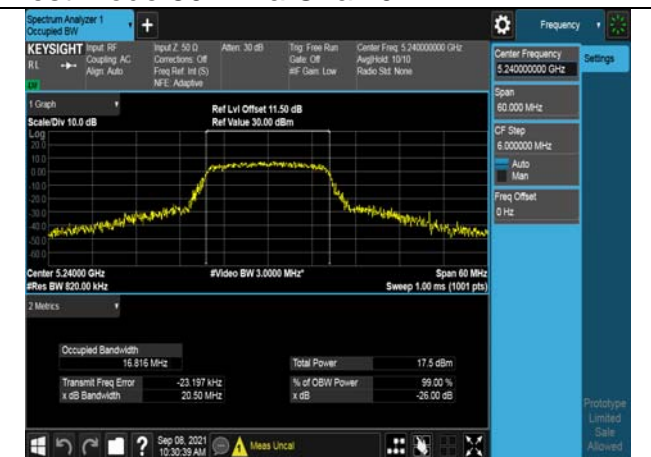 Spectrum Analyzer 1
Occupied BW
+
Frequency
KEYSIGHT
Input: RF
Coupling: AC
Align: Auto
Input Z: 50 Ω
Corrections: Off
Freq Ref: Int (S)
NFE: Adaptive
Atten: 30 dB
Trig: Free Run
Gate: Off
#IF Gain: Low
Center Freq: 5.240000000 GHz
Avg|Hold: 10/10
Radio Std: None
RL
Center Frequency
5.240000000 GHz
Settings
Span
60.000 MHz
CF Step
6.000000 MHz
Auto
Man
Freq Offset
0 Hz
1 Graph
Scale/Div 10.0 dB
Ref Lvl Offset 11.50 dB
Ref Value 30.00 dBm
Log
20.0
10.0
0.00
-10.0
-20.0
-30.0
-40.0
-50.0
-60.0
Center 5.24000 GHz
#Res BW 820.00 kHz
#Video BW 3.0000 MHz*
Span 60 MHz
Sweep 1.00 ms (1001 pts)
2 Metrics
Occupied Bandwidth
16.816 MHz
Total Power 17.5 dBm
Transmit Freq Error -23.197 kHz
% of OBW Power 99.00 %
x dB Bandwidth 20.50 MHz
x dB -26.00 dB
Prototype
Limited
Sale
Allowed
?
Sep 08, 2021
10:30:39 AM
Meas Uncal